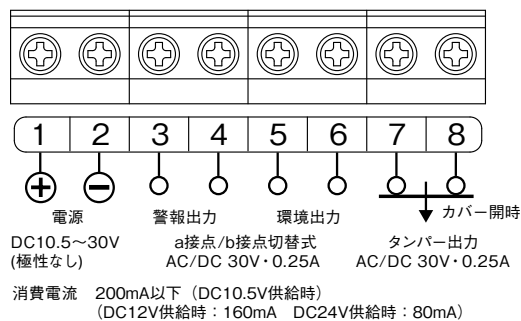 1 2 3 4 5 6 7 8
＋ －
カバー開時
電源 警報出力 環境出力
DC10.5～30V a接点/b接点切替式 タンパー出力
(極性なし) AC/DC 30V・0.25A AC/DC 30V・0.25A
消費電流 200mA以下（DC10.5V供給時）
（DC12V供給時：160mA DC24V供給時：80mA）